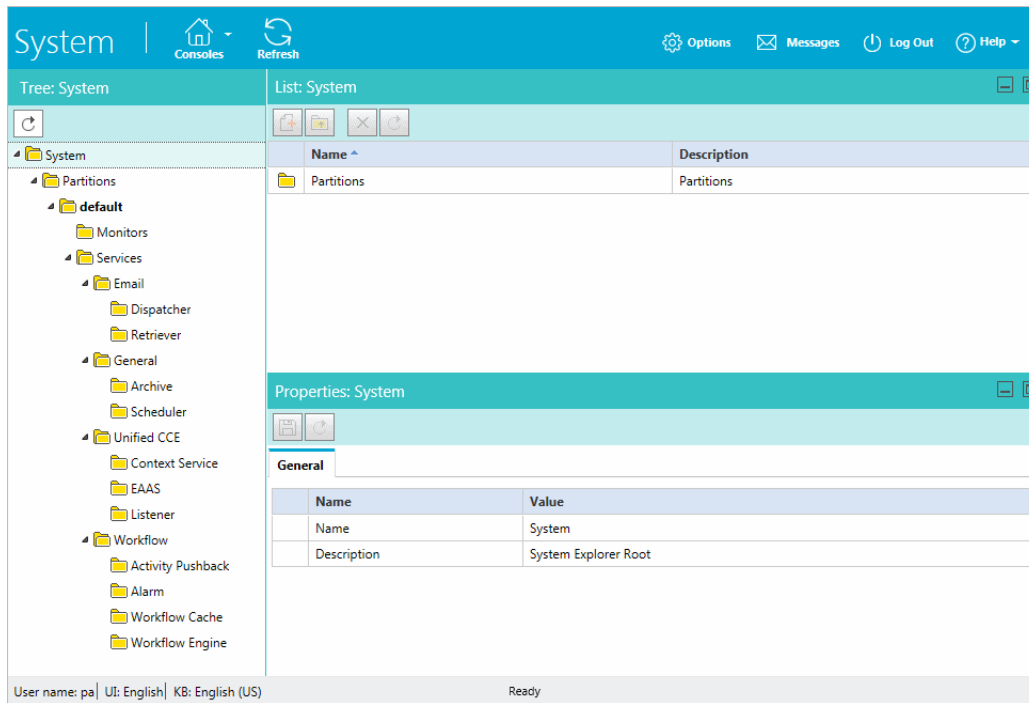 System
Consoles
Refresh
Options
Messages
Log Out
Help
Tree: System
List: System
System
Partitions
default
Monitors
Services
Email
Dispatcher
Retriever
General
Archive
Scheduler
Unified CCE
Context Service
EAAS
Listener
Workflow
Activity Pushback
Alarm
Workflow Cache
Workflow Engine
Name Description
Partitions Partitions
Properties: System
General
Name Value
Name System
Description System Explorer Root
User name: pa UI: English KB: English (US) Ready